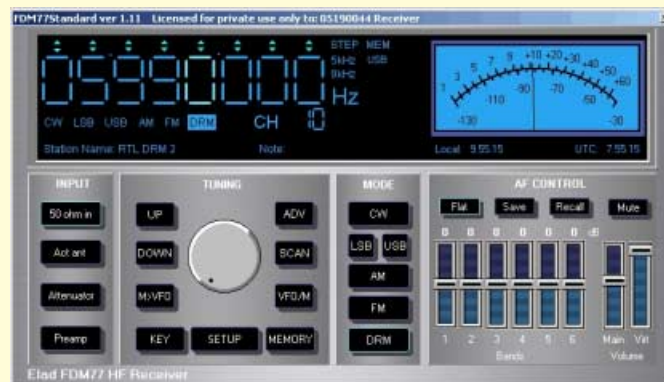 FDM77Standard ver 1.11 Licensed for private use only to: 05190044 Receiver
STEP MEM
5kHz USB
9kHz
05990000 Hz
CW LSB USB AM FM DRM CH 10
Station Name: RTL DRM 2 Note:
1 3 5 7 9 +10 +20 +30 +40 +50 +60
-130 -110 -90 -70 -50 -30
Local: 9.55.15 UTC: 7.55.15
INPUT
50 ohm in
Act ant
Attenuator
Preamp
TUNING
UP ADV
DOWN SCAN
M>VFO VFO/M
KEY SETUP MEMORY
MODE
CW
LSB USB
AM
FM
DRM
AF CONTROL
Flat Save Recall Mute
0 0 0 0 0 0 dB
1 2 3 4 5 6 Main Virt
Bands Volume
Elad FDM77 HF Receiver